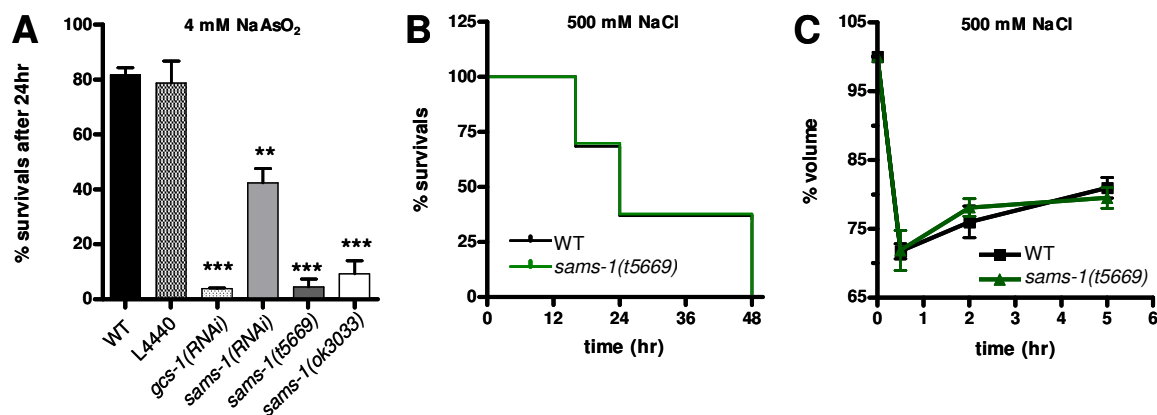 A
4 mM NaAsO₂
% survivals after 24hr
100
80
60
40
20
0
***
**
***
***
WT
L4440
gcs-1(RNAi)
sams-1(RNAi)
sams-1(t5669)
sams-1(ok3033)
B
500 mM NaCl
% survivals
125
100
75
50
25
0
WT
sams-1(t5669)
0
12
24
36
48
time (hr)
C
500 mM NaCl
% volume
105
95
85
75
65
WT
sams-1(t5669)
0
1
2
3
4
5
6
time (hr)